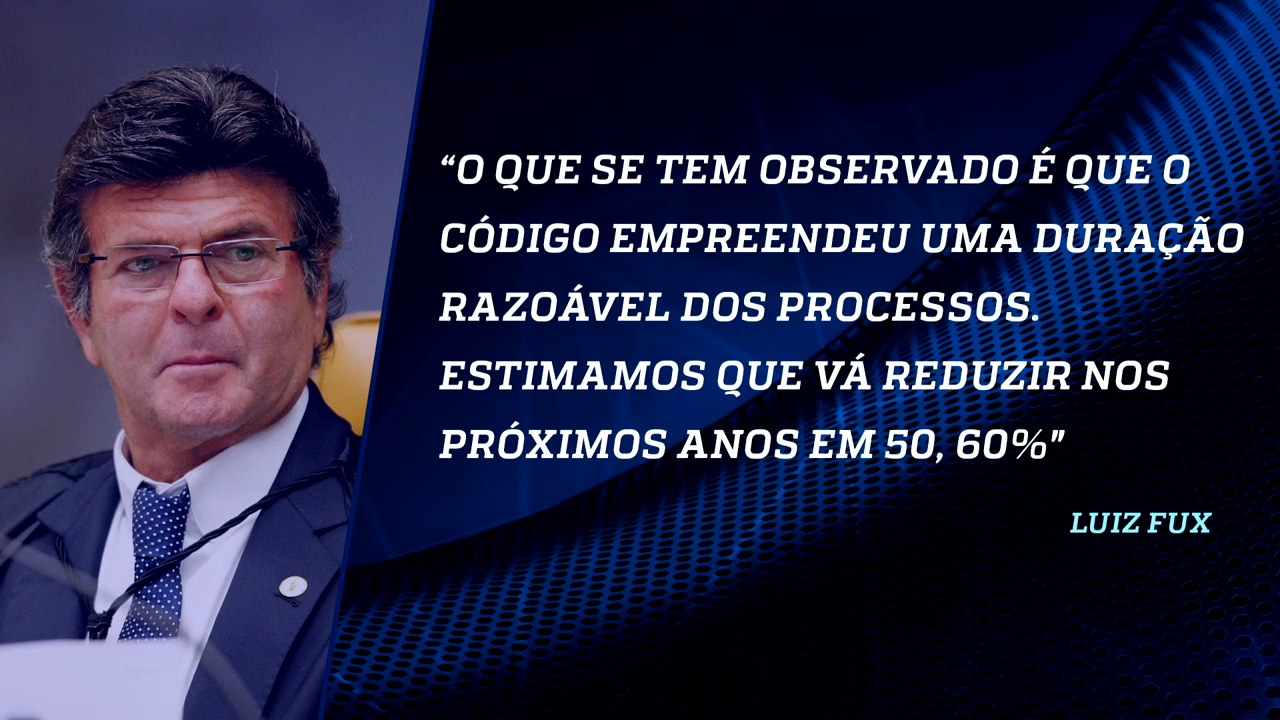 “O QUE SE TEM OBSERVADO É QUE O
CÓDIGO EMPREENDEU UMA DURAÇÃO
RAZOÁVEL DOS PROCESSOS.
ESTIMAMOS QUE VÁ REDUZIR NOS
PRÓXIMOS ANOS EM 50, 60%”
LUIZ FUX